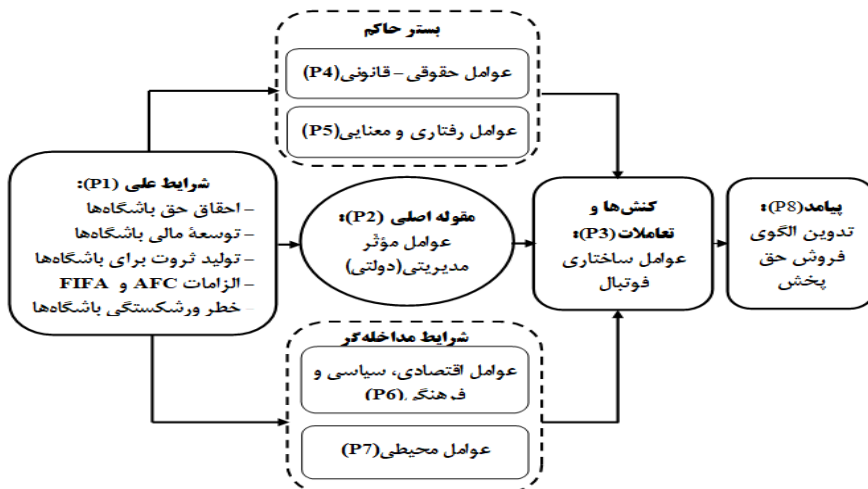 بستر حاکم
عوامل حقوقی – قانونی(P4)
عوامل رفتاری و معنایی(P5)
شرایط علی (P1):
– احقاق حق باشگاه‌ها
– توسعۀ مالی باشگاه‌ها
– تولید ثروت برای باشگاه‌ها
– الزامات AFC و FIFA
– خطر ورشکستگی باشگاه‌ها
مقوله اصلی (P2):
عوامل مؤثر
مدیریتی(دولتی)
کنش‌ها و
تعاملات(P3):
عوامل ساختاری
فوتبال
پیامد(P8):
تدوین الگوی
فروش حق
پخش
شرایط مداخله‌گر
عوامل اقتصادی، سیاسی و
فرهنگی(P6)
عوامل محیطی(P7)